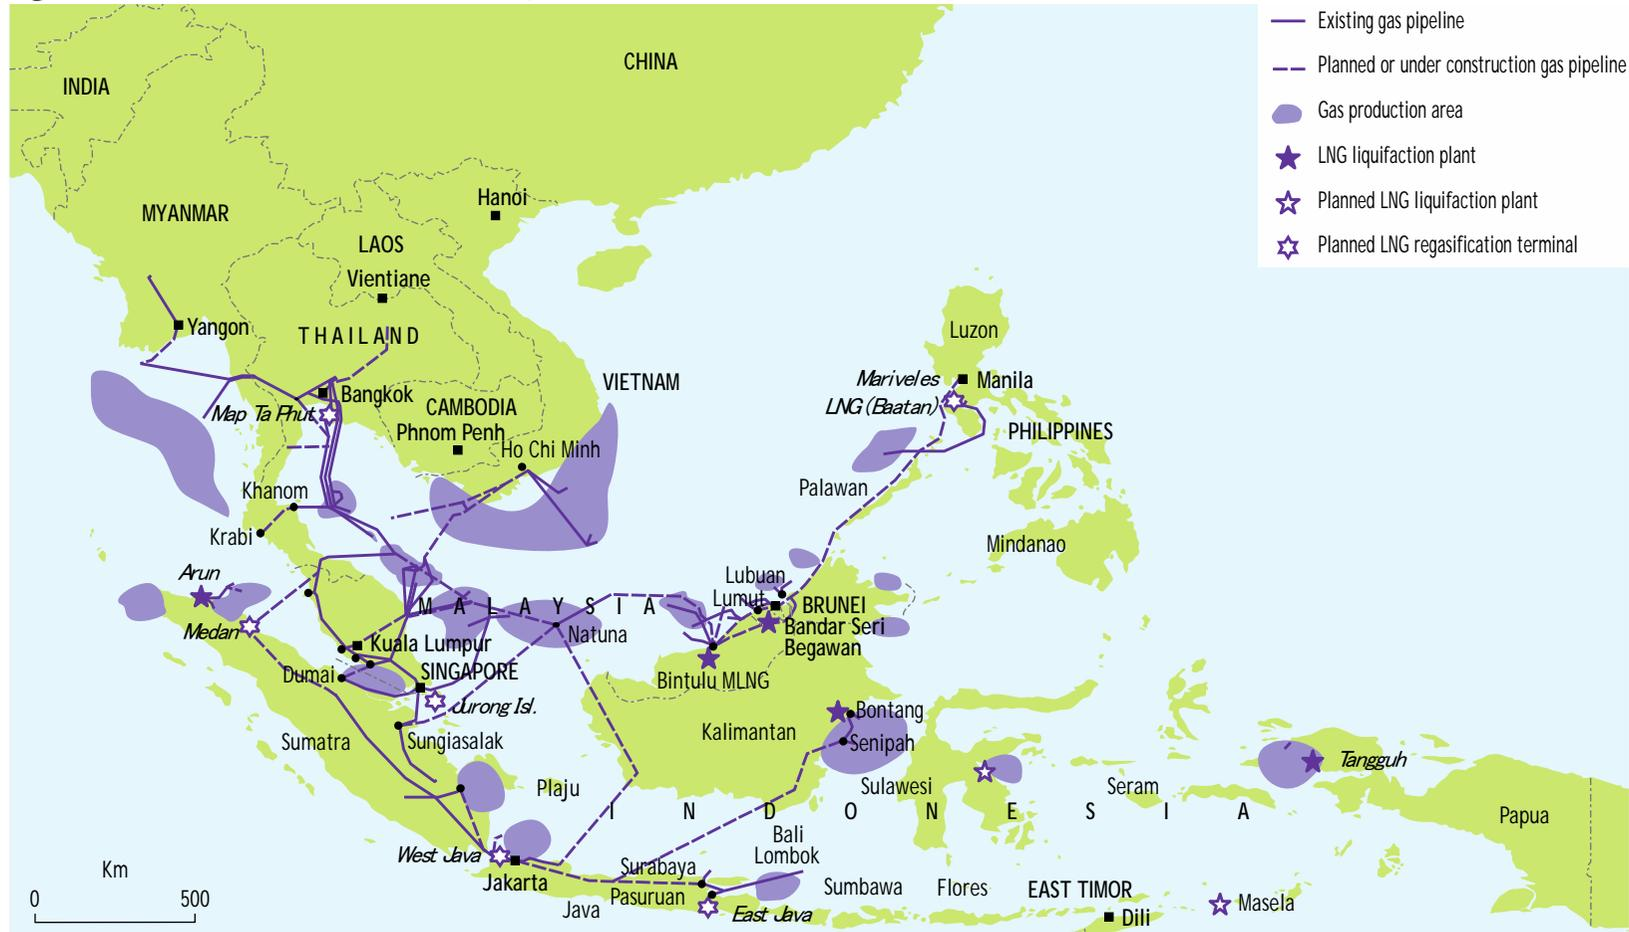 Existing gas pipeline
Planned or under construction gas pipeline
Gas production area
LNG liquifaction plant
Planned LNG liquifaction plant
Planned LNG regasification terminal
CHINA
INDIA
MYANMAR
Hanoi
LAOS
Vientiane
Yangon
THAILAND
Luzon
VIETNAM
Mariveles
LNG (Baatan)
Manila
Bangkok
Map Ta Phut
CAMBODIA
Phnom Penh
Ho Chi Minh
PHILIPPINES
Khanom
Palawan
Krabi
Mindanao
Arun
Lubuan
Lumut
MALAYSIA
BRUNEI
Bandar Seri
Begawan
Natuna
Medan
Kuala Lumpur
SINGAPORE
Dumai
Bintulu MLNG
Jurong Isl.
Bontang
Kalimantan
Senipah
Sumatra
Sungiasalak
Tangguh
Plaju
Sulawesi
Seram
INDONESIA
Papua
Bali
Lombok
West Java
Jakarta
Surabaya
Pasuruan
Java
East Java
Sumbawa
Flores
EAST TIMOR
Dili
Masela
Km
0 500